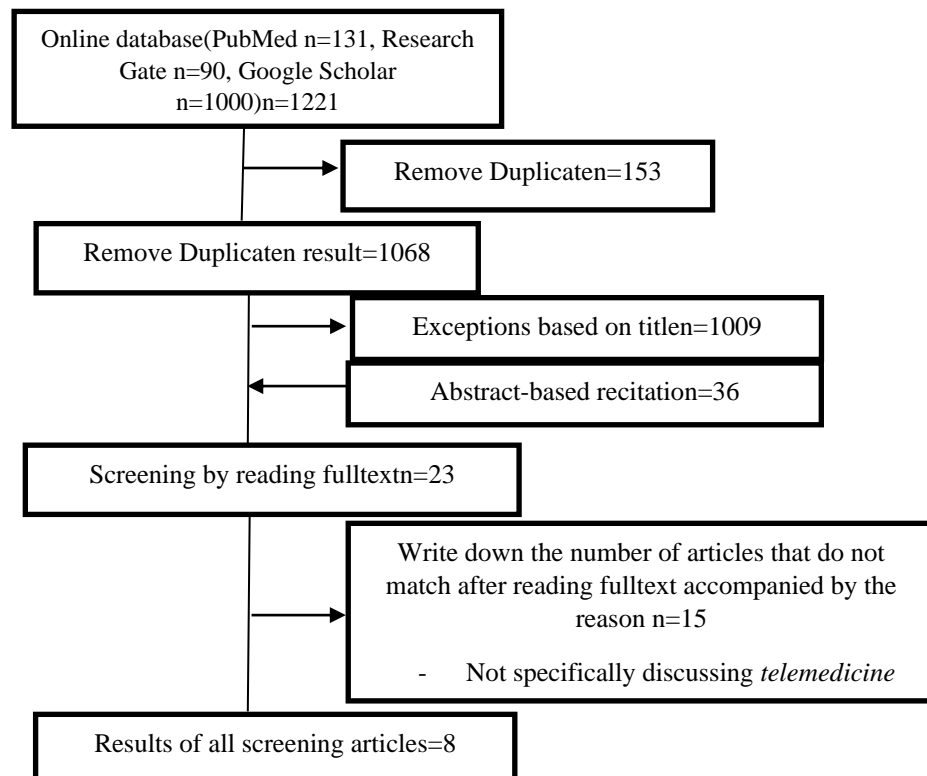 Online database(PubMed n=131, Research
Gate n=90, Google Scholar
n=1000)n=1221
Remove Duplicaten=153
Remove Duplicaten result=1068
Exceptions based on titlen=1009
Abstract-based recitation=36
Screening by reading fulltextn=23
Write down the number of articles that do not
match after reading fulltext accompanied by the
reason n=15
- Not specifically discussing telemedicine
Results of all screening articles=8